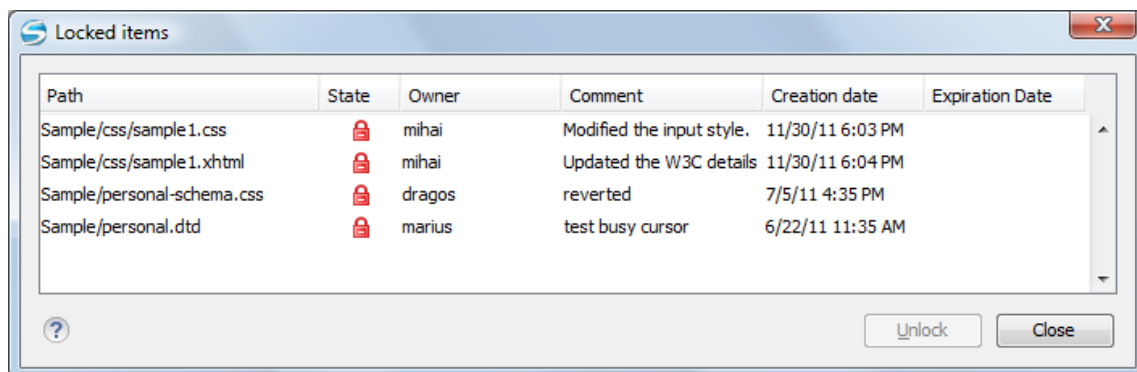 Locked items
Path State Owner Comment Creation date Expiration Date
Sample/css/sample1.css mihai Modified the input style. 11/30/11 6:03 PM
Sample/css/sample1.xhtml mihai Updated the W3C details 11/30/11 6:04 PM
Sample/personal-schema.css dragos reverted 7/5/11 4:35 PM
Sample/personal.dtd marius test busy cursor 6/22/11 11:35 AM
? Unlock Close